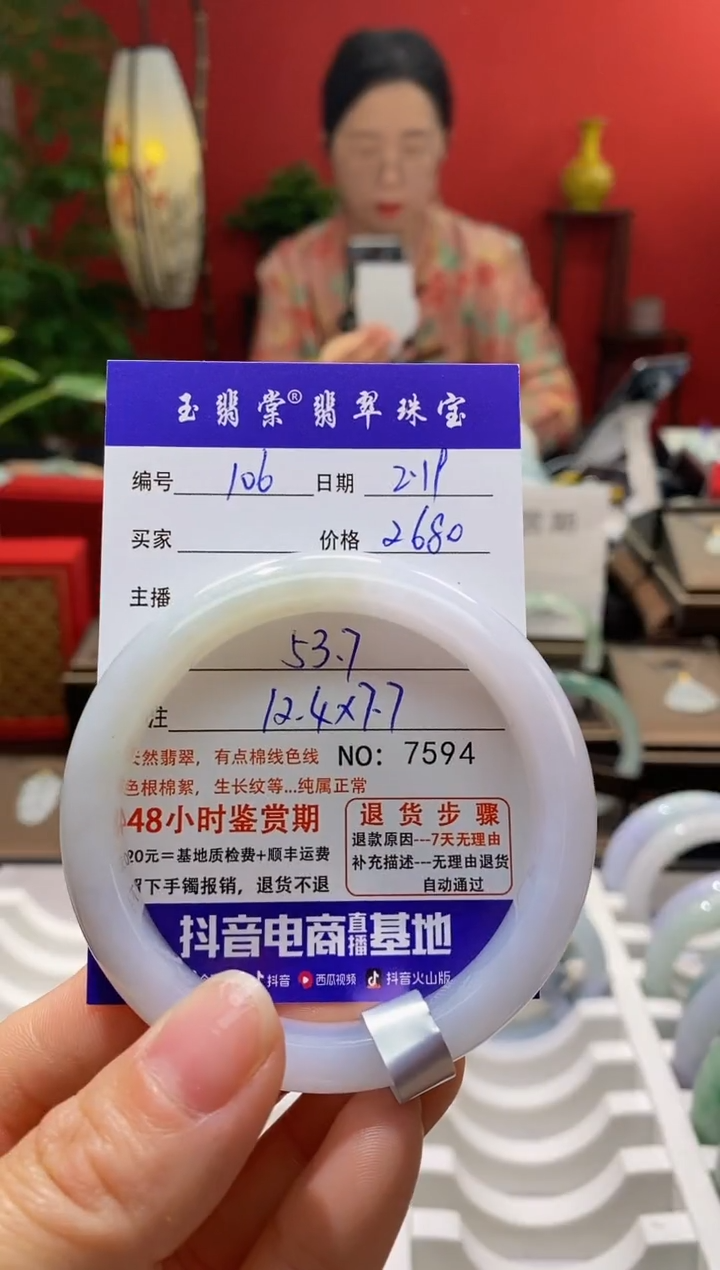 玉翡棠®翡翠珠宝
编号 106 日期 2.19
买家 价格 2680
主播
53.7
注 12.4×7.7
天然翡翠，有点棉线色线 NO: 7594
色根棉絮，生长纹等...纯属正常
48小时鉴赏期
退货步骤
退款原因---7天无理由
20元=基地质检费+顺丰运费
补充描述---无理由退货
下手镯报销，退货不退
自动通过
抖音电商直播基地
抖音 西瓜视频 抖音火山版